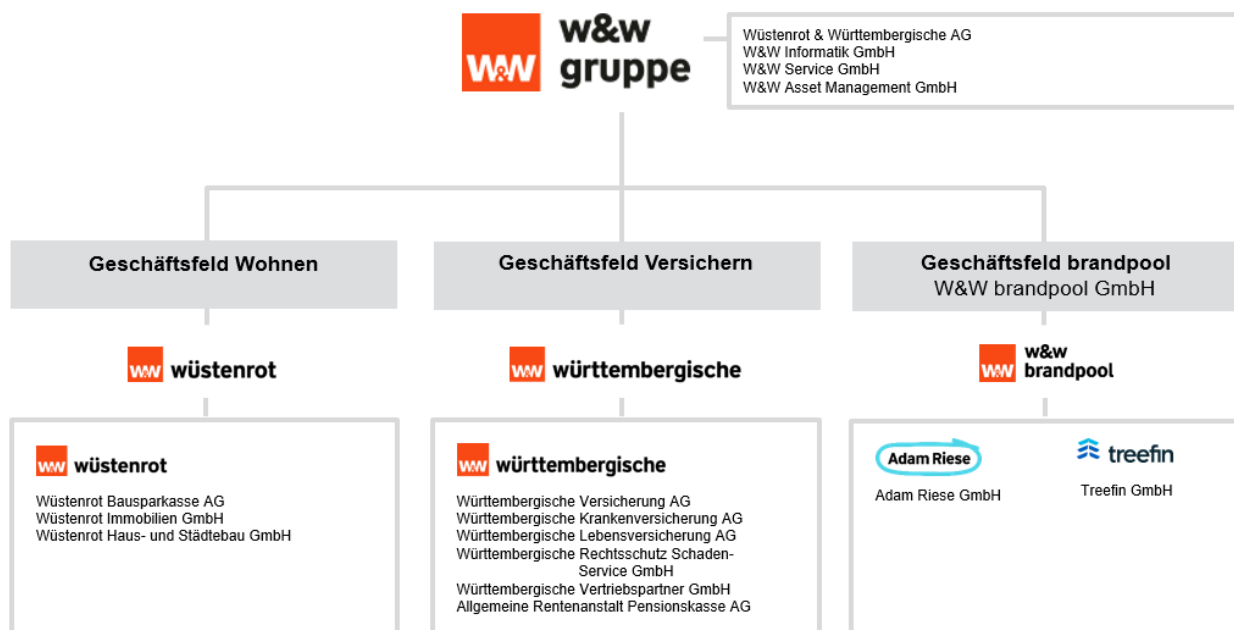 W&W
w&w
gruppe
Wüstenrot & Württembergische AG
W&W Informatik GmbH
W&W Service GmbH
W&W Asset Management GmbH
Geschäftsfeld Wohnen
Geschäftsfeld Versichern
Geschäftsfeld brandpool
W&W brandpool GmbH
W&W wüstenrot
W&W württembergische
W&W w&w
brandpool
W&W wüstenrot
Wüstenrot Bausparkasse AG
Wüstenrot Immobilien GmbH
Wüstenrot Haus- und Städtebau GmbH
W&W württembergische
Württembergische Versicherung AG
Württembergische Krankenversicherung AG
Württembergische Lebensversicherung AG
Württembergische Rechtsschutz Schaden-
Service GmbH
Württembergische Vertriebspartner GmbH
Allgemeine Rentenanstalt Pensionskasse AG
Adam Riese
Adam Riese GmbH
treefin
Treefin GmbH